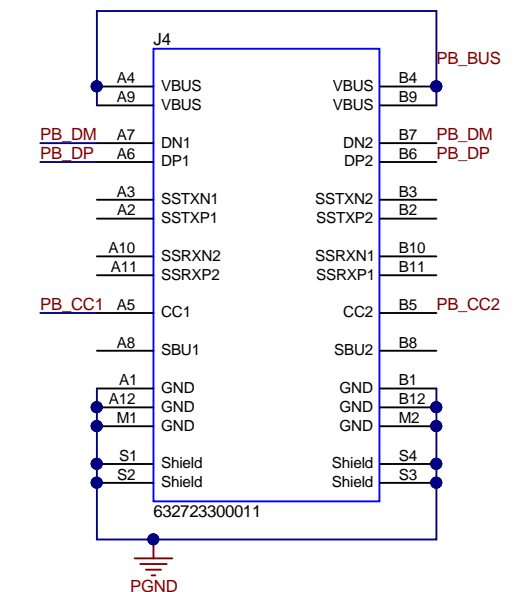 J4
PB_BUS
A4 VBUS VBUS B4
A9 VBUS VBUS B9
PB_DM A7 DN1 DN2 B7 PB_DM
PB_DP A6 DP1 DP2 B6 PB_DP
A3 SSTXN1 SSTXN2 B3
A2 SSTXP1 SSTXP2 B2
A10 SSRXN2 SSRXN1 B10
A11 SSRXP2 SSRXP1 B11
PB_CC1 A5 CC1 CC2 B5 PB_CC2
A8 SBU1 SBU2 B8
A1 GND GND B1
A12 GND GND B12
M1 GND GND M2
S1 Shield Shield S4
S2 Shield Shield S3
632723300011
PGND